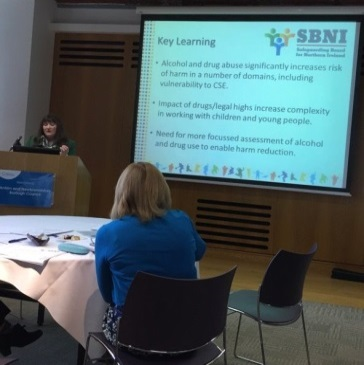 Key Learning
SBNI
Safeguarding Board
for Northern Ireland
• Alcohol and drug abuse significantly increases risk
of harm in a number of domains, including
vulnerability to CSE.
• Impact of drugs/legal highs increase complexity
in working with children and young people.
• Need for more focussed assessment of alcohol
and drug use to enable harm reduction.